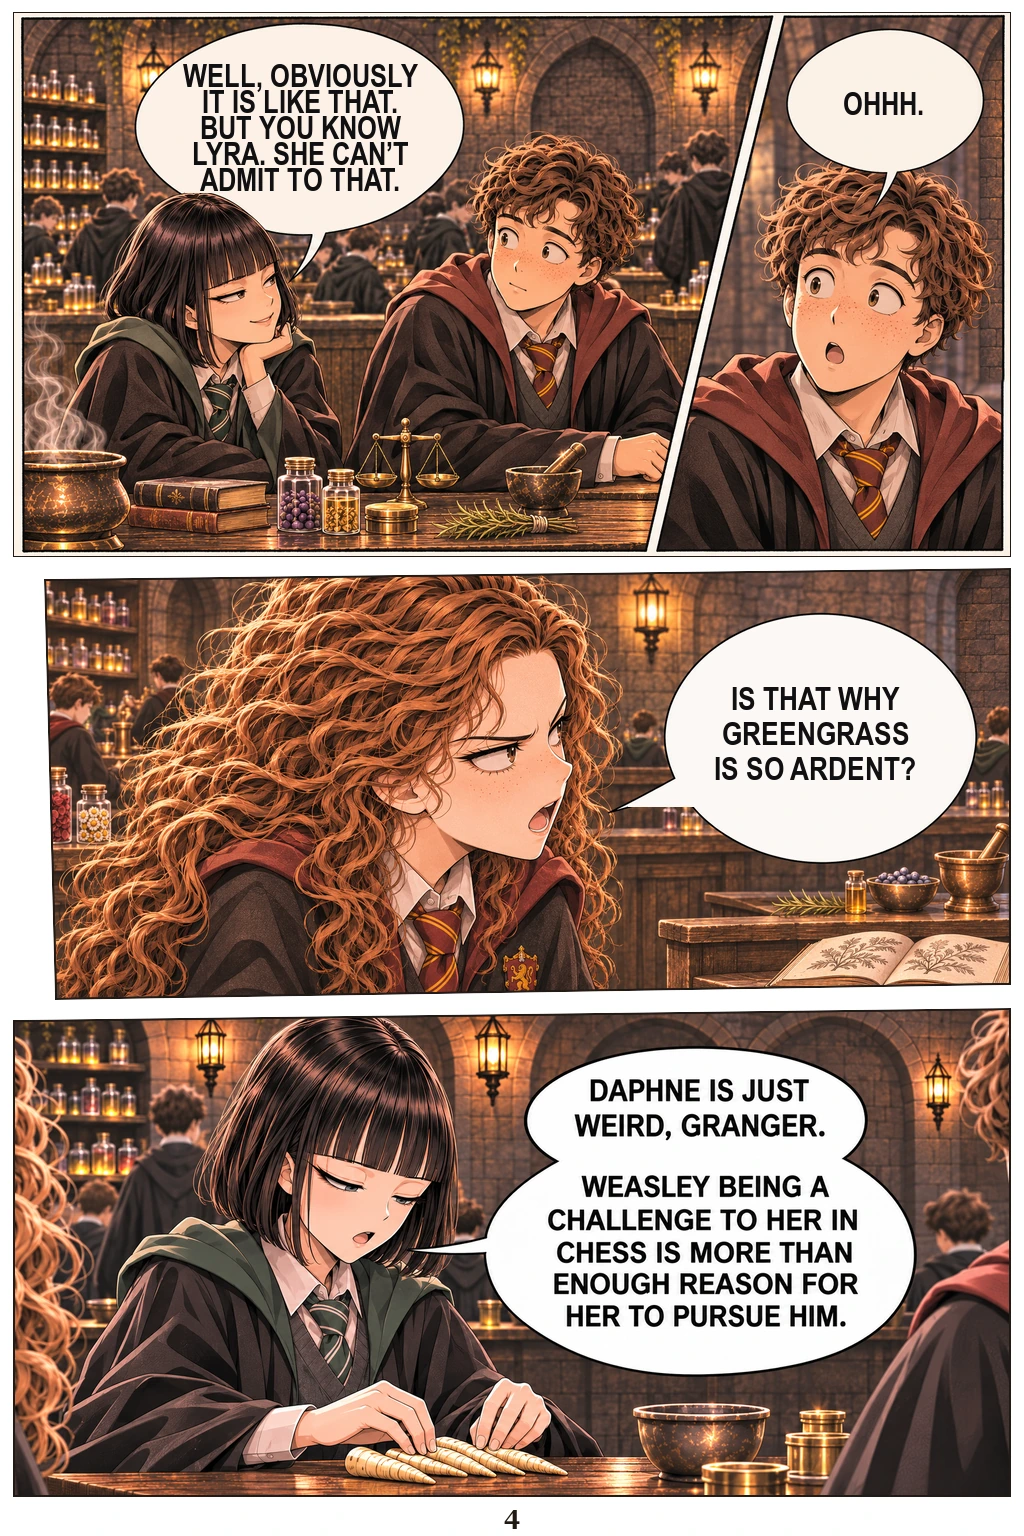 WELL, OBVIOUSLY
IT IS LIKE THAT.
BUT YOU KNOW
LYRA. SHE CAN'T
ADMIT TO THAT.
OHHH.
IS THAT WHY
GREENGRASS
IS SO ARDENT?
DAPHNE IS JUST
WEIRD, GRANGER.
WEASLEY BEING A
CHALLENGE TO HER IN
CHESS IS MORE THAN
ENOUGH REASON FOR
HER TO PURSUE HIM.
4